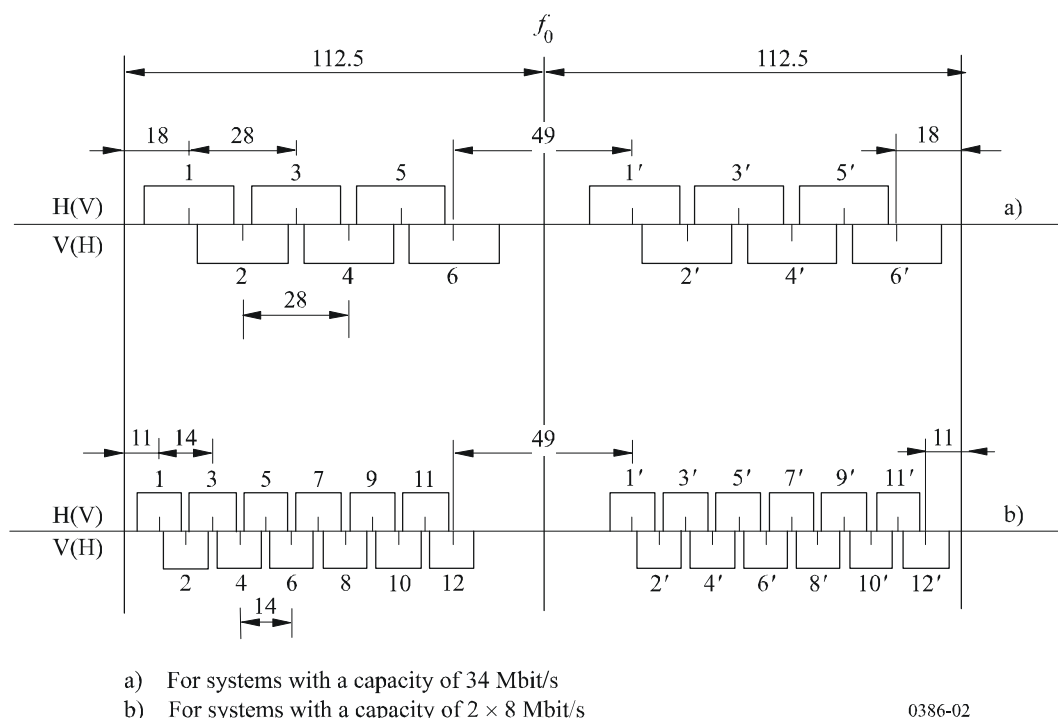 f0
112.5 112.5
18 28 49 18
1 3 5 1′ 3′ 5′
H(V) a)
V(H)
2 4 6 2′ 4′ 6′
28
11 14 49 11
1 3 5 7 9 11 1′ 3′ 5′ 7′ 9′ 11′
H(V) b)
V(H)
2 4 6 8 10 12 2′ 4′ 6′ 8′ 10′ 12′
14
a) For systems with a capacity of 34 Mbit/s
b) For systems with a capacity of 2 × 8 Mbit/s 0386-02